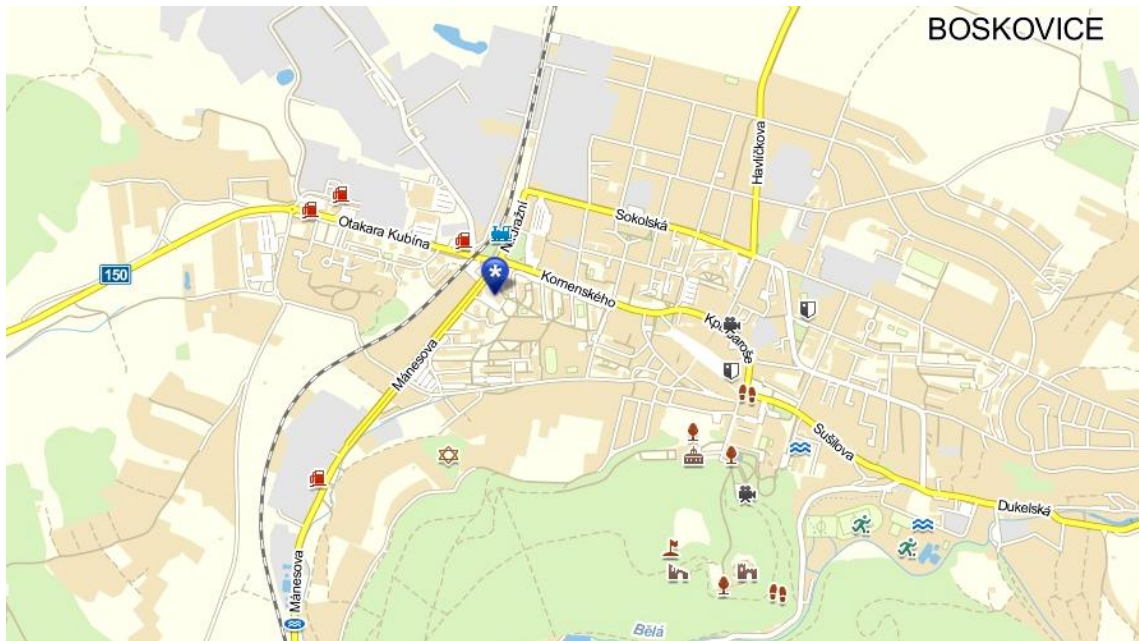 BOSKOVICE
Havlíčkova
Nádražní
Sokolská
Otakara Kubína
150
Komenského
Kpt. Jaroše
Mánesova
Sušilova
Dukelská
Mánesova
Bělá